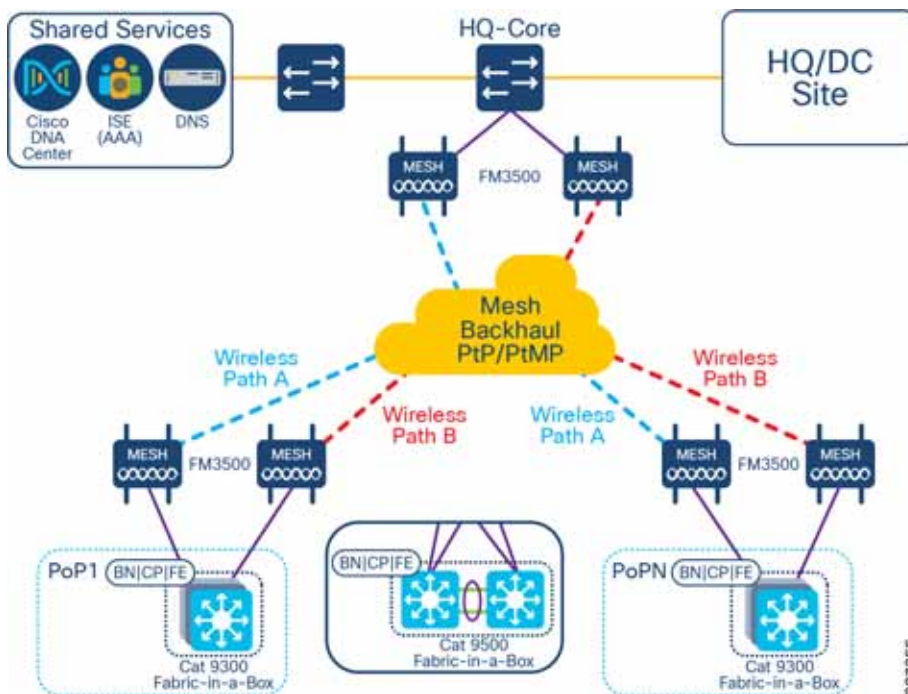 Shared Services
Cisco
DNA
Center
ISE
(AAA)
DNS
HQ-Core
HQ/DC
Site
MESH
FM3500
MESH
Mesh
Backhaul
PtP/PtMP
Wireless
Path A
Wireless
Path B
Wireless
Path A
Wireless
Path B
MESH
FM3500
MESH
MESH
FM3500
MESH
PoP1
BN|CP|FE
Cat 9300
Fabric-in-a-Box
BN|CP|FE
Cat 9500
Fabric-in-a-Box
PoPN
BN|CP|FE
Cat 9300
Fabric-in-a-Box